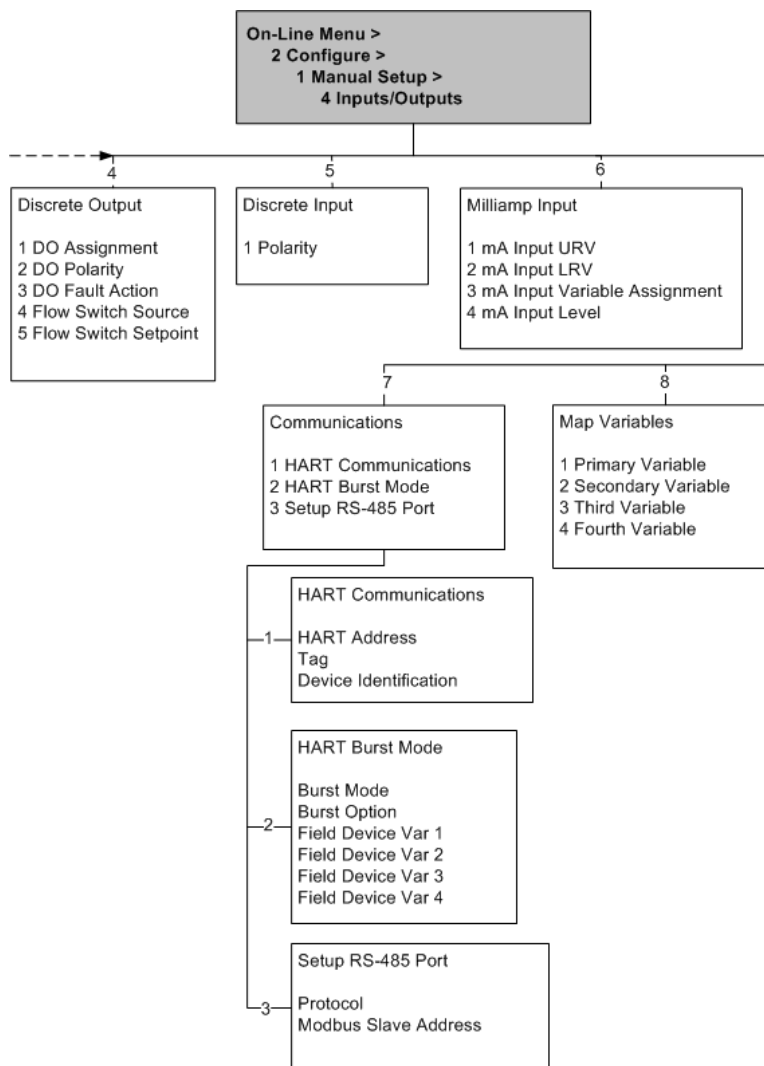 On-Line Menu >
2 Configure >
1 Manual Setup >
4 Inputs/Outputs
4
5
6
Discrete Output
1 DO Assignment
2 DO Polarity
3 DO Fault Action
4 Flow Switch Source
5 Flow Switch Setpoint
Discrete Input
1 Polarity
Milliamp Input
1 mA Input URV
2 mA Input LRV
3 mA Input Variable Assignment
4 mA Input Level
7
8
Communications
1 HART Communications
2 HART Burst Mode
3 Setup RS-485 Port
Map Variables
1 Primary Variable
2 Secondary Variable
3 Third Variable
4 Fourth Variable
1
HART Communications
HART Address
Tag
Device Identification
2
HART Burst Mode
Burst Mode
Burst Option
Field Device Var 1
Field Device Var 2
Field Device Var 3
Field Device Var 4
3
Setup RS-485 Port
Protocol
Modbus Slave Address